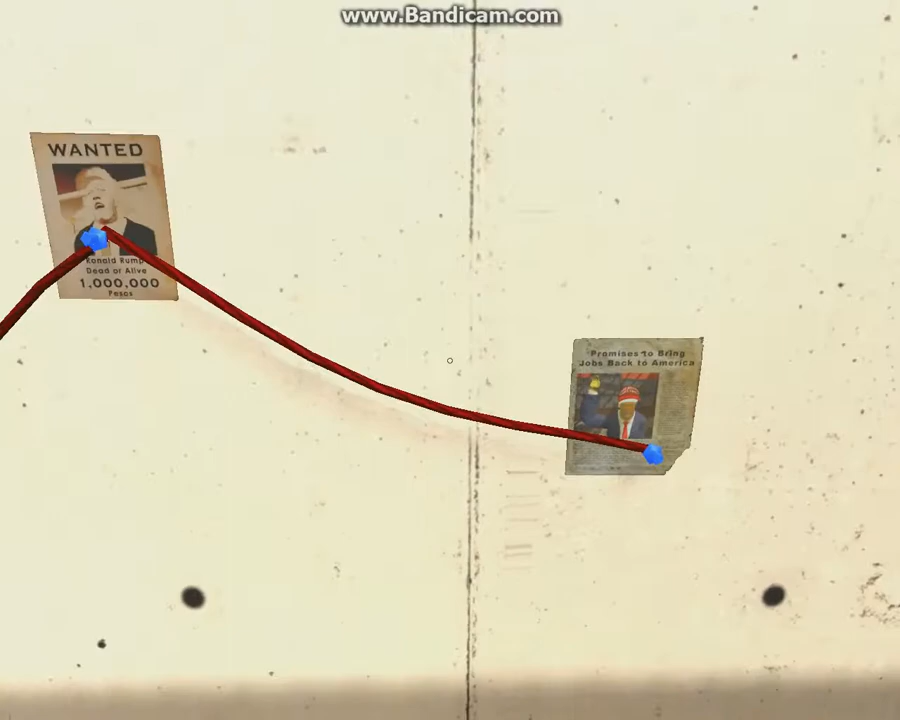 www.Bandicam.com
WANTED
Ronald Rump
Dead or Alive
1,000,000
Pesos
Promises to Bring
Jobs Back to America